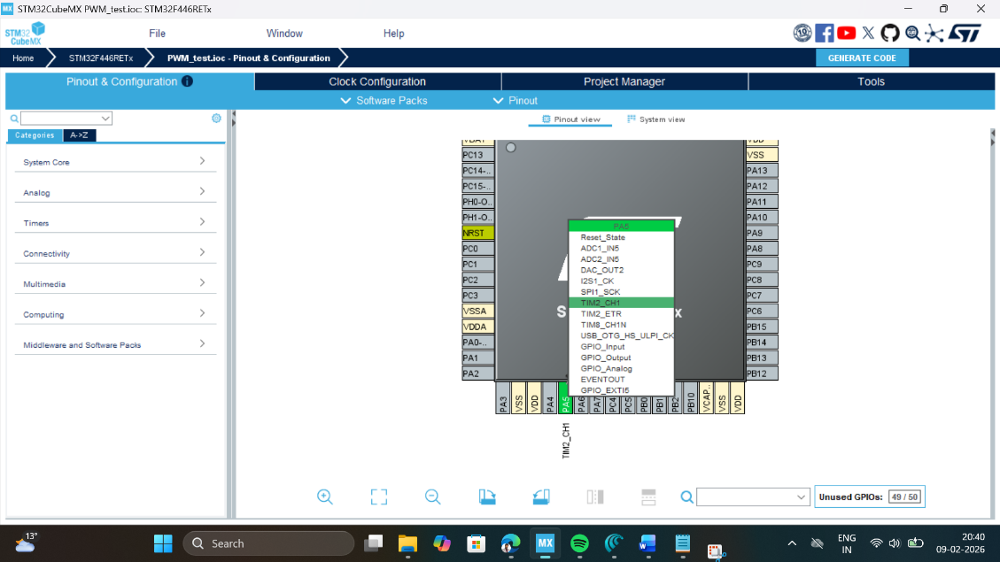 STM32CubeMX PWM_test.ioc: STM32F446RETx
STM32 CubeMX
File Window Help
Home STM32F446RETx PWM_test.ioc - Pinout & Configuration GENERATE CODE
Pinout & Configuration Clock Configuration Project Manager Tools
Software Packs Pinout
Pinout view System view
Categories A->Z
System Core
Analog
Timers
Connectivity
Multimedia
Computing
Middleware and Software Packs
VBAT
PC13
PC14-..
PC15-..
PH0-O..
PH1-O..
NRST
PC0
PC1
PC2
PC3
VSSA
VDDA
PA0-..
PA1
PA2
PA5
Reset_State
ADC1_IN5
ADC2_IN5
DAC_OUT2
I2S1_CK
SPI1_SCK
TIM2_CH1
TIM2_ETR
TIM8_CH1N
USB_OTG_HS_ULPI_CK
GPIO_Input
GPIO_Output
GPIO_Analog
EVENTOUT
GPIO_EXTI5
S
x
VDD
VSS
PA13
PA12
PA11
PA10
PA9
PA8
PC9
PC8
PC7
PC6
PB15
PB14
PB13
PB12
PA3
VSS
VDD
PA4
PA5
PA6
PA7
PC4
PC5
PB0
PB1
PB2
PB10
VCAP..
VSS
VDD
TIM2_CH1
Unused GPIOs: 49 / 50
13°
Search
MX
ENG
IN
20:40
09-02-2026